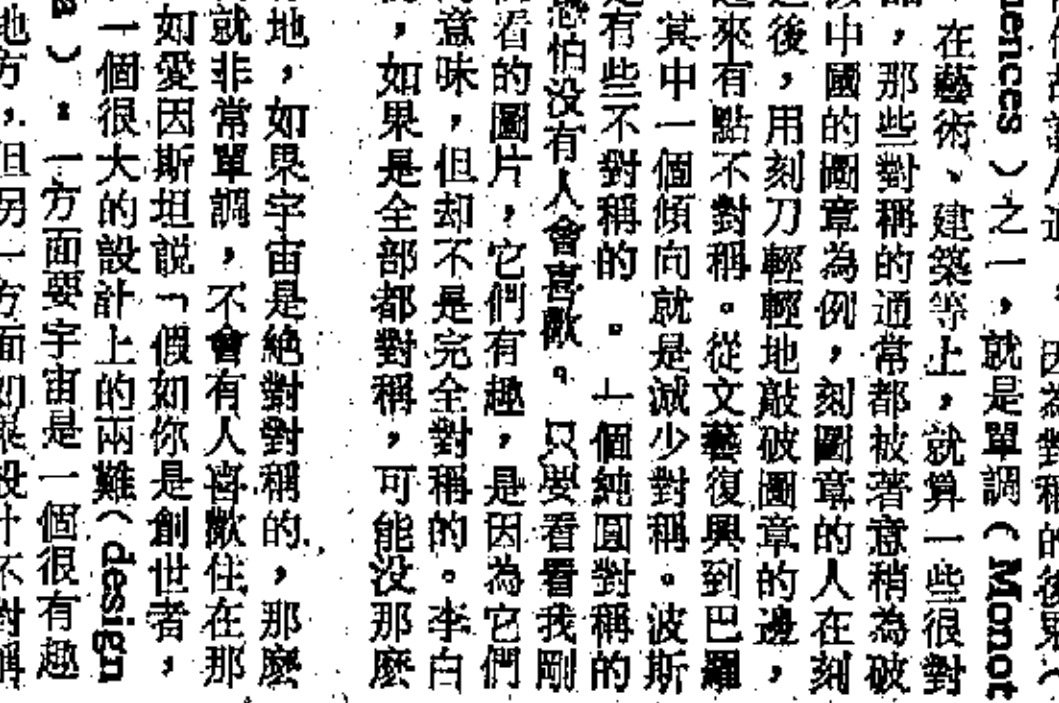 因為對稱的後果(
ences)之一,就是單調(Monot
。在藝術、建築等上,就算一些很對
,那些對稱的通常都被著意稍為破
中國的圖章為例,刻圖章的人在刻
後,用刻刀輕輕地敲破圖章的邊,
來有點不對稱。從文藝復興到巴羅
其中一個傾向就是減少對稱。波斯
有些不對稱的。一個純圓對稱的
恐怕没有人會喜歡。只要看看我剛
看的圖片,它們有趣,是因為它們
意味,但却不是完全對稱的。李白
,如果是全部都對稱,可能没那麼
地,如果宇宙是絶對對稱的,那麼
就非常單調,不會有人喜歡住在那
如愛因斯坦説「假如你是創世者,
一個很大的設計上的兩難(design
a):一方面要宇宙是一個很有趣
地方,但另一方面如果設計不對稱